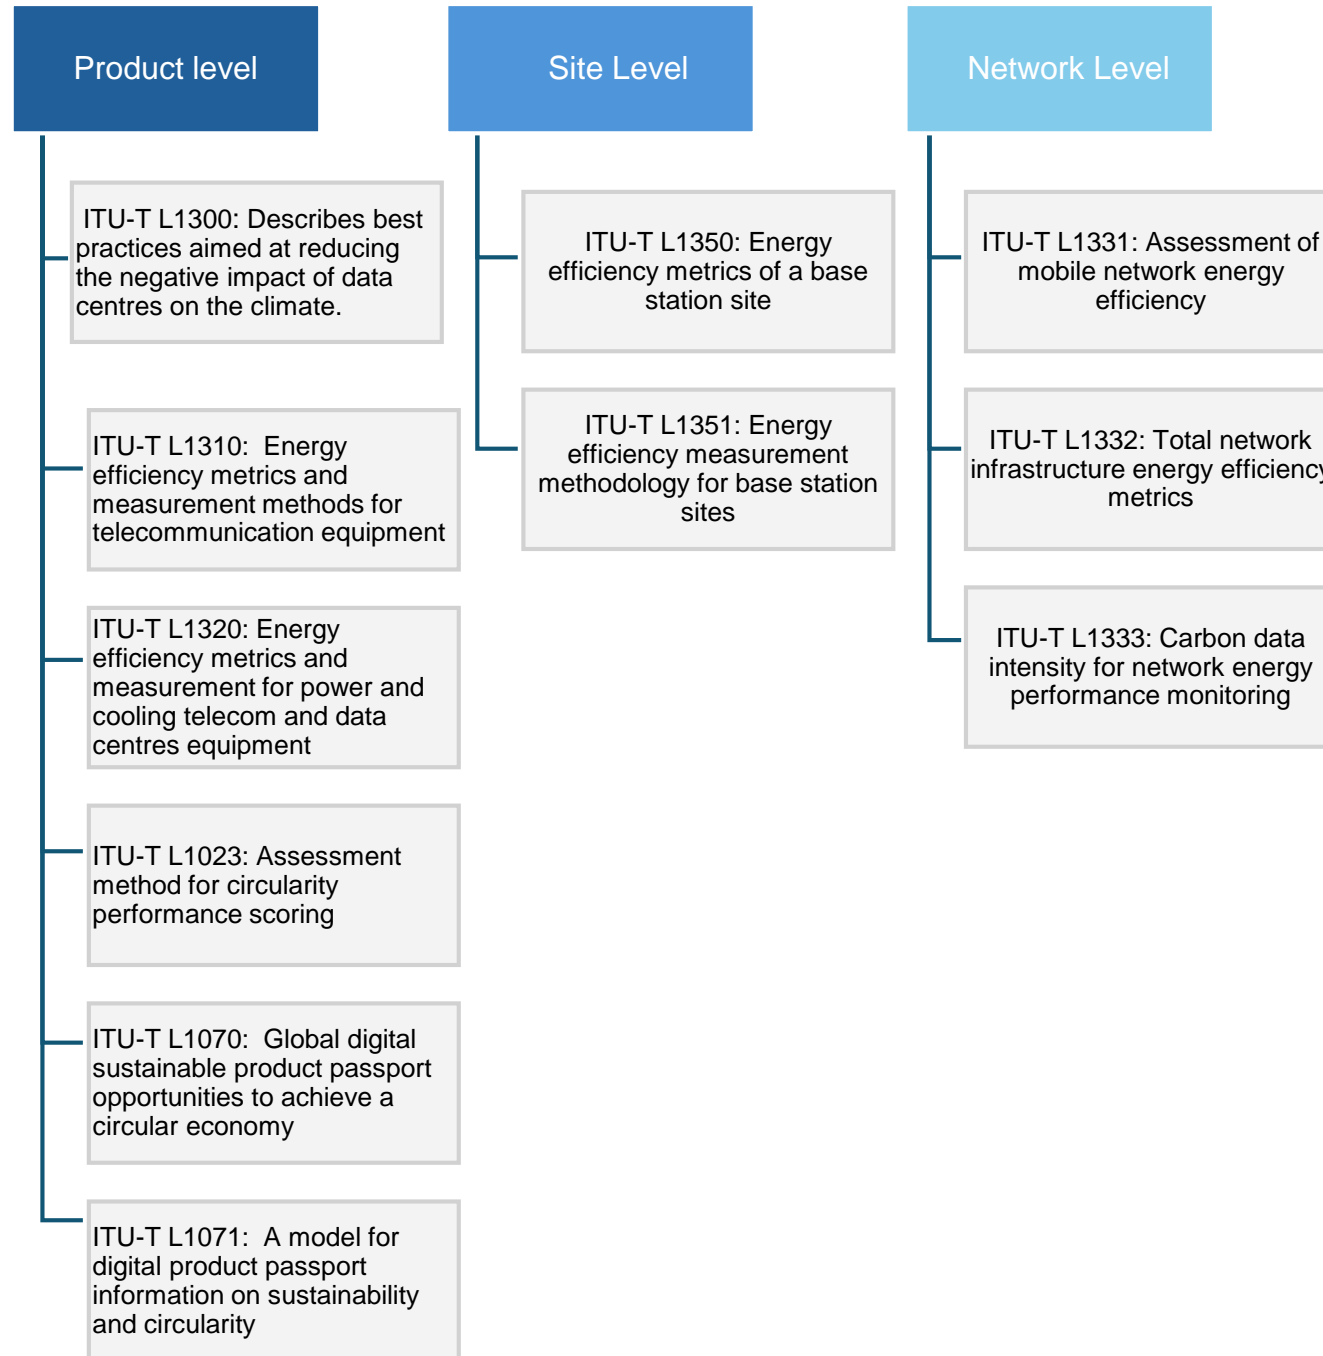 Product level
ITU-T L1300: Describes best
practices aimed at reducing
the negative impact of data
centres on the climate.
ITU-T L1310:  Energy
efficiency metrics and
measurement methods for
telecommunication equipment
ITU-T L1320: Energy
efficiency metrics and
measurement for power and
cooling telecom and data
centres equipment
ITU-T L1023: Assessment
method for circularity
performance scoring
ITU-T L1070:  Global digital
sustainable product passport
opportunities to achieve a
circular economy
ITU-T L1071:  A model for
digital product passport
information on sustainability
and circularity
Site Level
ITU-T L1350: Energy
efficiency metrics of a base
station site
ITU-T L1351: Energy
efficiency measurement
methodology for base station
sites
Network Level
ITU-T L1331: Assessment of
mobile network energy
efficiency
ITU-T L1332: Total network
infrastructure energy efficiency
metrics
ITU-T L1333: Carbon data
intensity for network energy
performance monitoring